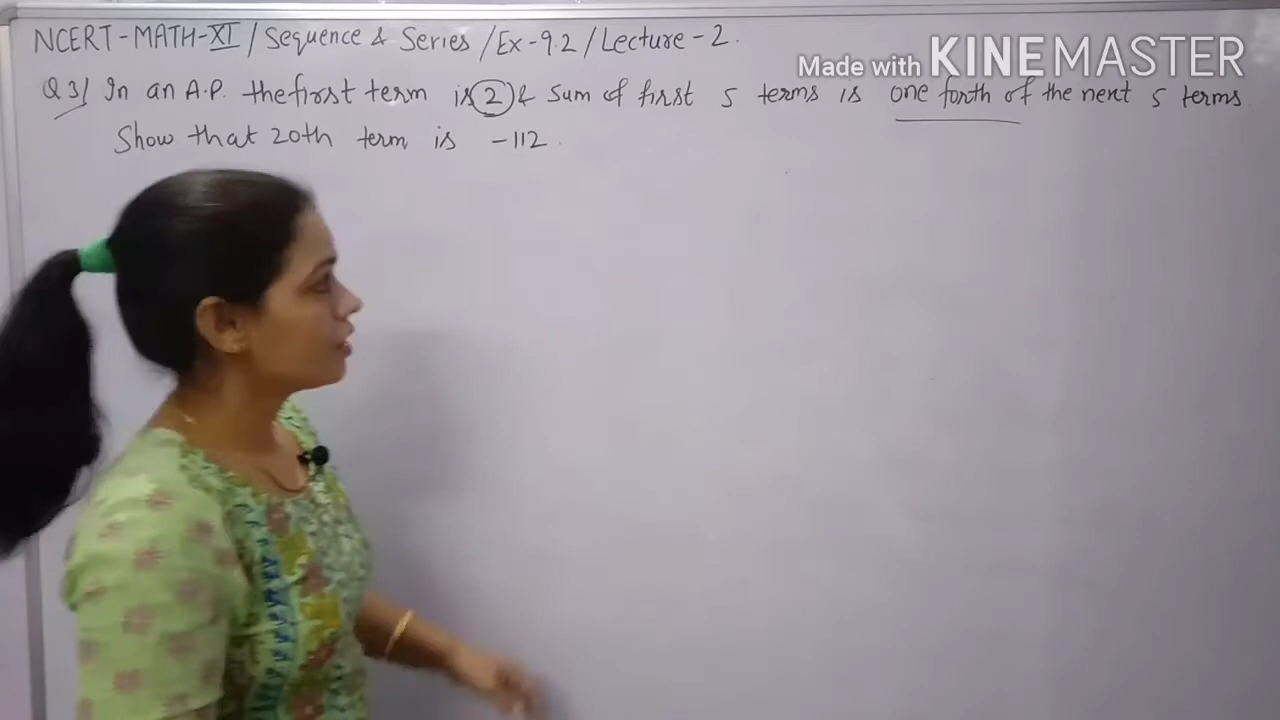 NCERT-MATH-XI / Sequence & Series / Ex-9.2 / Lecture-2.
Made with KINEMASTER
Q3/ In an A.P. the first term is 2 & sum of first 5 terms is one forth of the next 5 terms
Show that 20th term is -112.